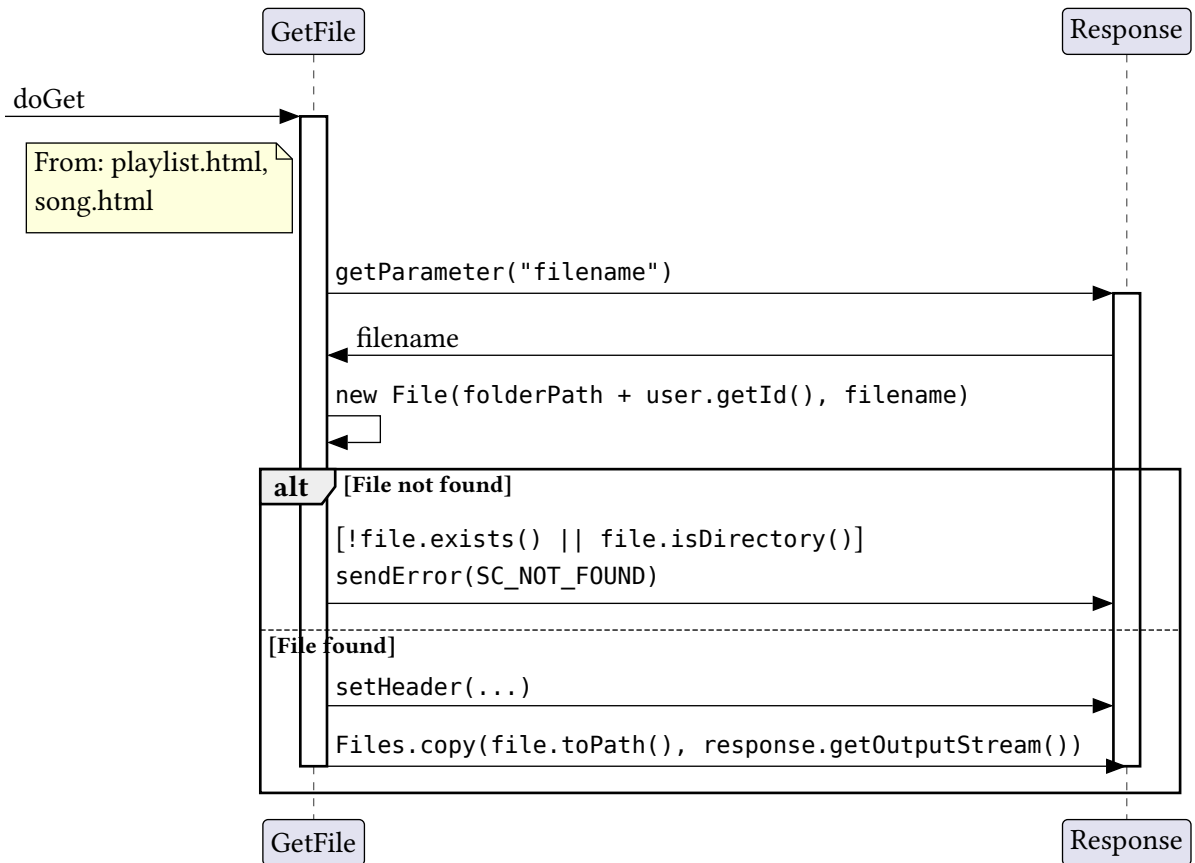 GetFile
Response
doGet
From: playlist.html,
song.html
getParameter("filename")
filename
new File(folderPath + user.getId(), filename)
alt
[File not found]
[!file.exists() || file.isDirectory()]
sendError(SC_NOT_FOUND)
[File found]
setHeader(...)
Files.copy(file.toPath(), response.getOutputStream())
GetFile
Response